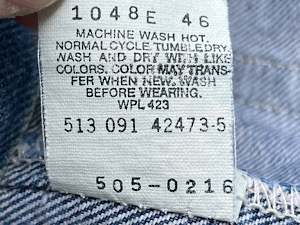 1048E 46
MACHINE WASH HOT.
NORMAL CYCLE, TUMBLE DRY.
WASH AND DRY WITH LIKE
COLORS. COLOR MAY TRANS-
FER WHEN NEW. WASH
BEFORE WEARING.
WPL 423
513 091 42473-5
505-0216